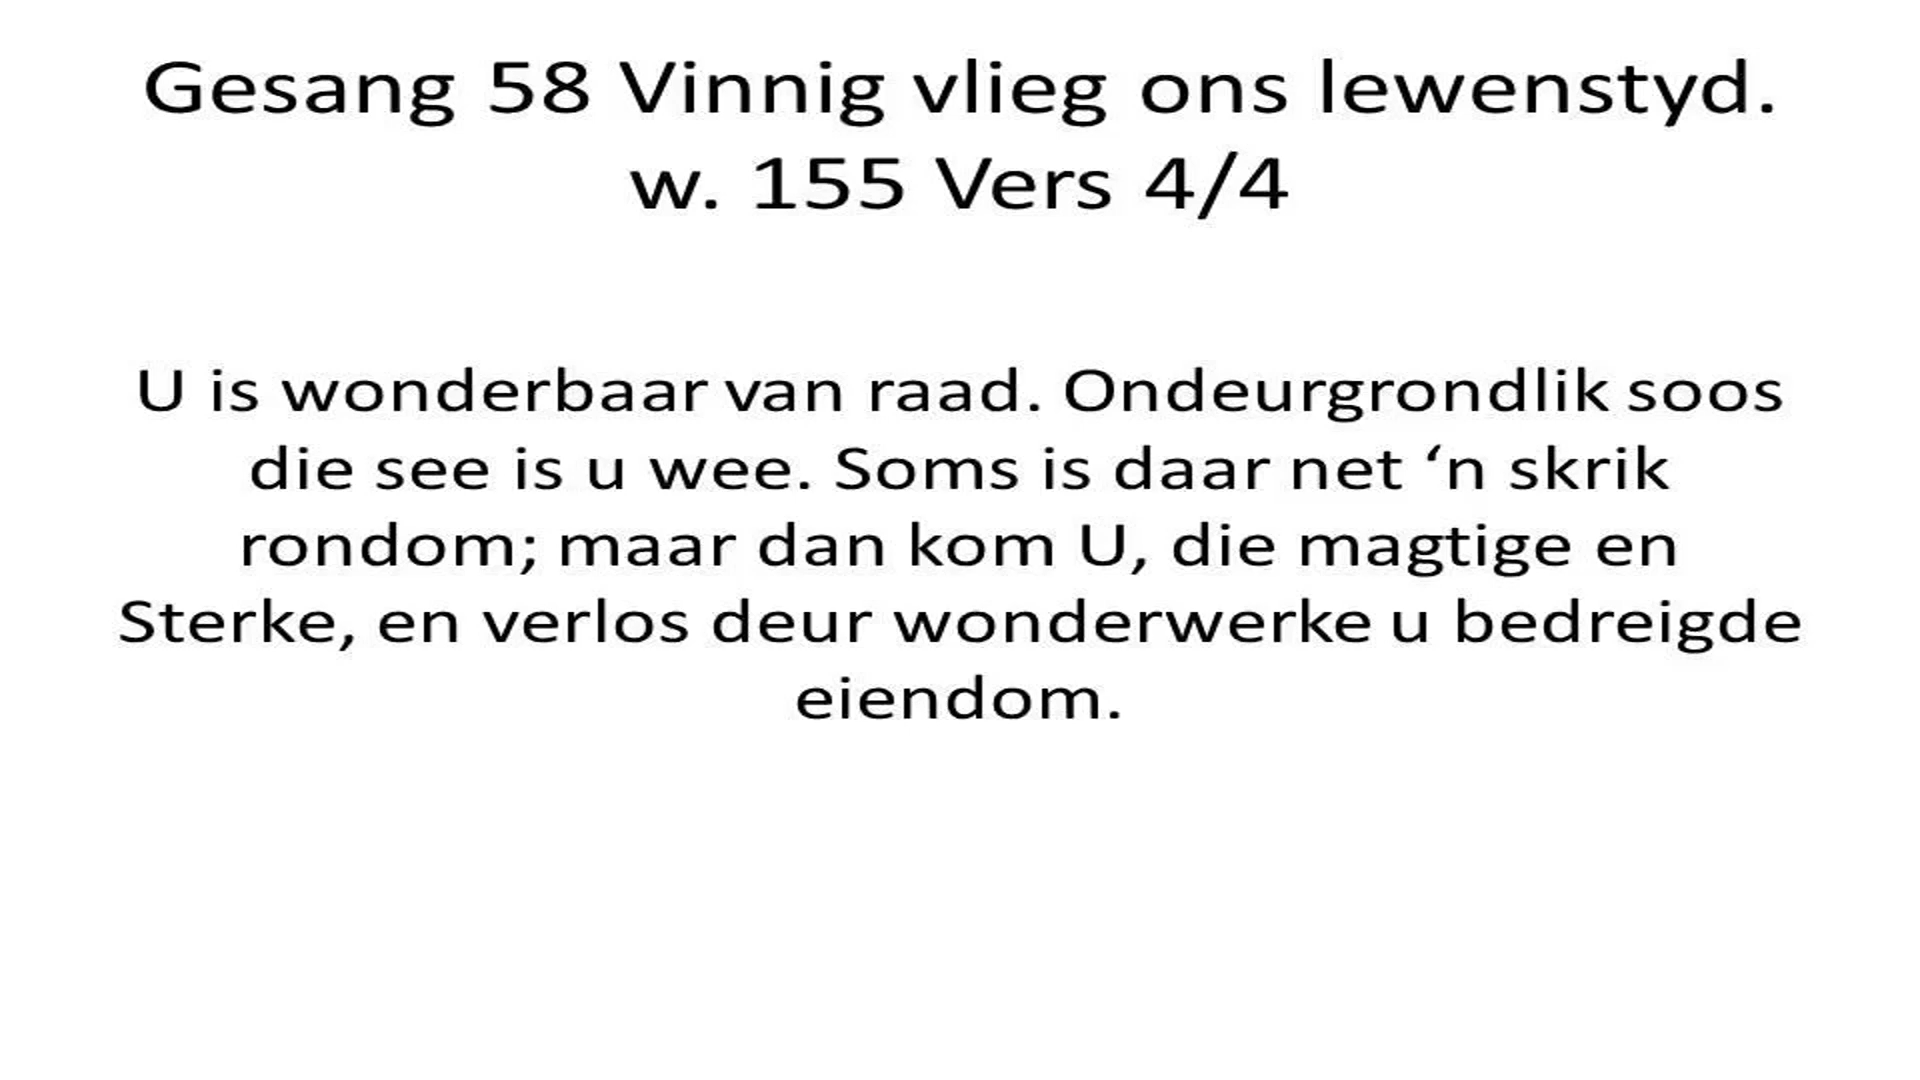 Gesang 58 Vinnig vlieg ons lewenstyd.
w. 155 Vers 4/4
U is wonderbaar van raad. Ondeurgrondlik soos
die see is u wee. Soms is daar net ‘n skrik
rondom; maar dan kom U, die magtige en
Sterke, en verlos deur wonderwerke u bedreigde
eiendom.